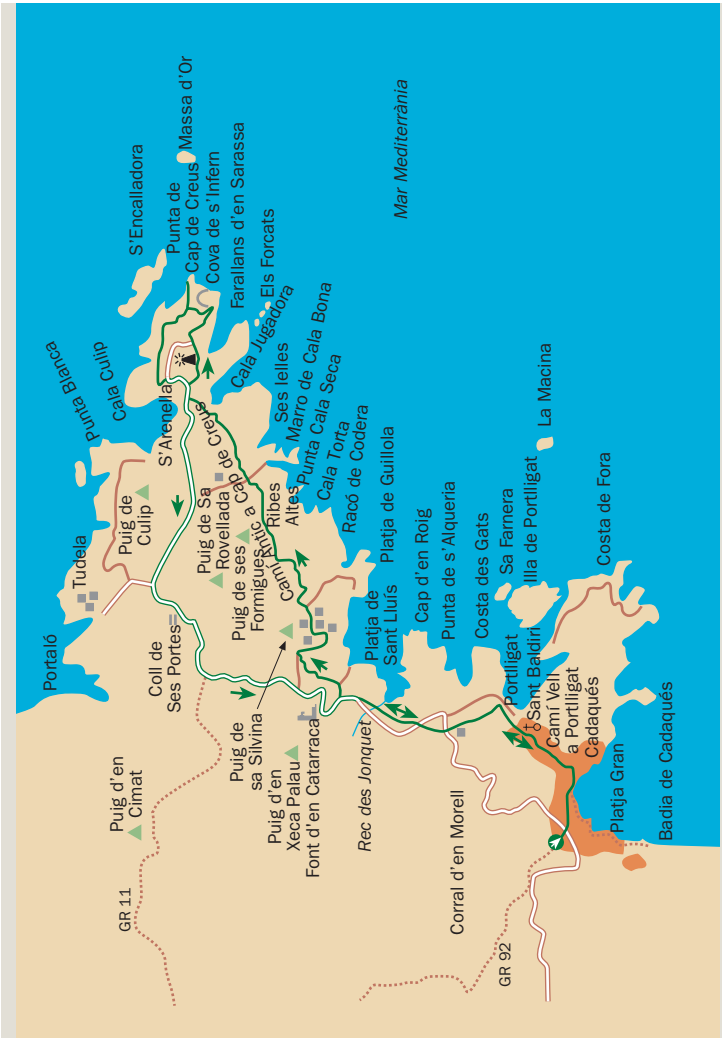 Portaló
Tudela
Punta Blanca
Cala Culip
S'Encalladora
Punta de
Cap de Creus
Massa d'Or
Cova de s'Infern
Farallans d'en Sarassa
Els Forcats
Cala Jugadora
Ses Ielles
Marro de Cala Bona
Punta Cala Seca
Cala Torta
Racó de Codera
Platja de Guillola
Mar Mediterrània
S'Arenella
Puig de
Culip
Puig de Sa
Rovellada
Puig de ses
Formigues
Camí Antic a Cap de Creus
Ribes
Altes
Coll de
Ses Portes
Puig d'en
Cimat
GR 11
Puig de
sa Silvina
Puig d'en
Xeca Palau
Font d'en Catarraca
Rec des Jonquet
Platja de
Sant Lluís
Cap d'en Roig
Punta de s'Alqueria
Costa des Gats
Sa Farnera
Illa de Portlligat
La Macina
Costa de Fora
Portlligat
Sant Baldiri
Camí Vell
a Portlligat
Cadaqués
Corral d'en Morell
GR 92
Platja Gran
Badia de Cadaqués